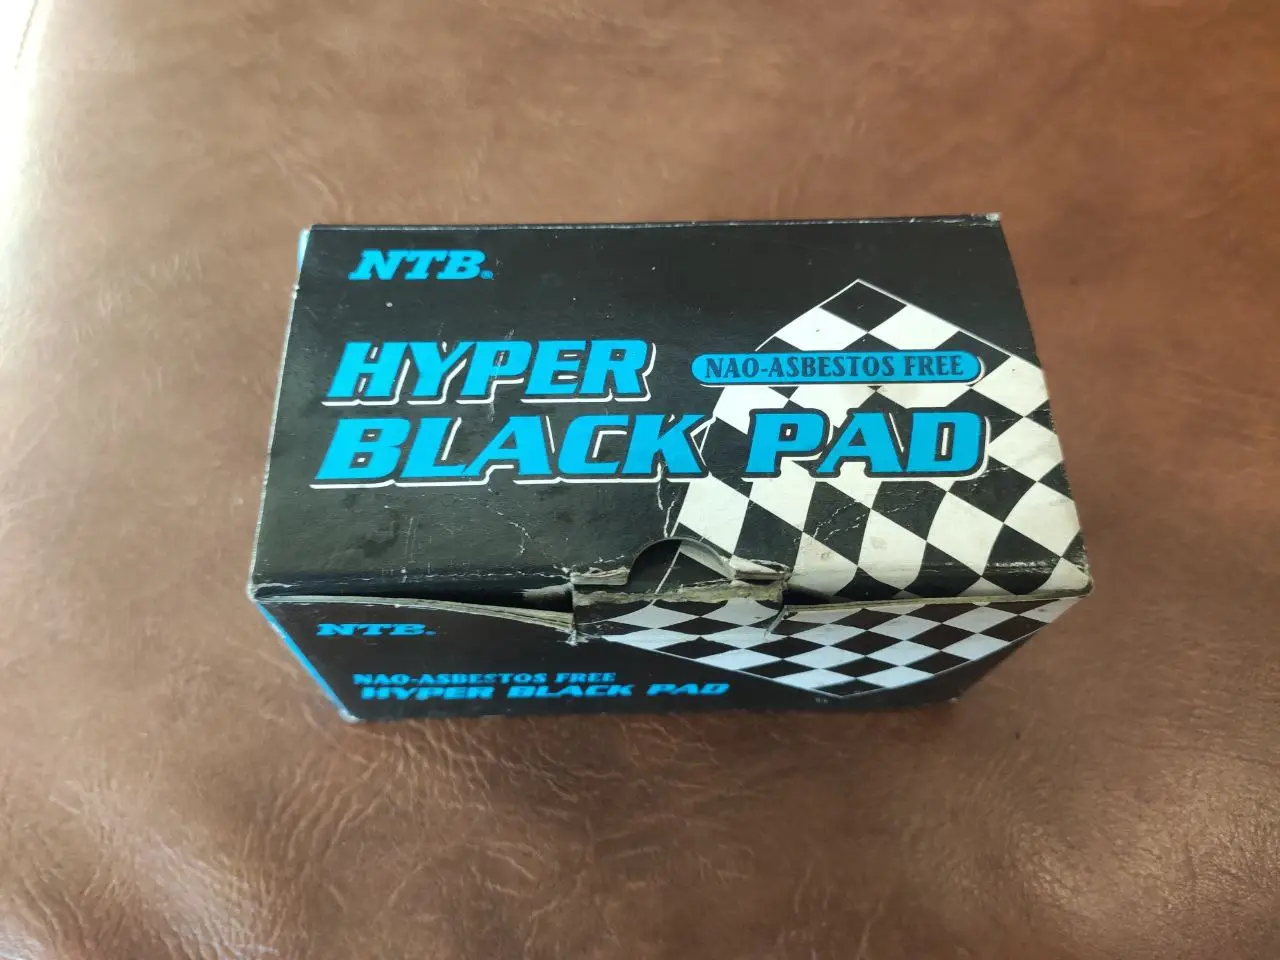 NTB®
HYPER
NAO-ASBESTOS FREE
BLACK PAD
NTB®
NAO-ASBESTOS FREE
HYPER BLACK PAD